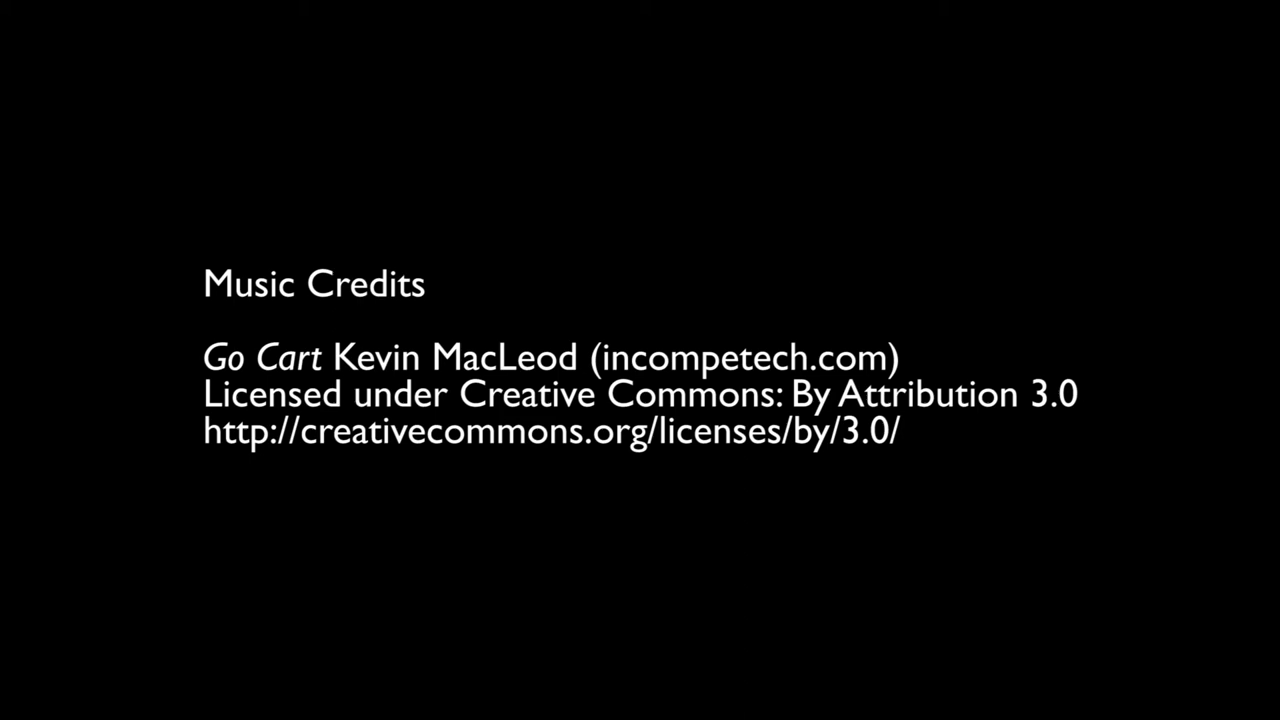 Music Credits
Go Cart Kevin MacLeod (incompetech.com)
Licensed under Creative Commons: By Attribution 3.0
http://creativecommons.org/licenses/by/3.0/